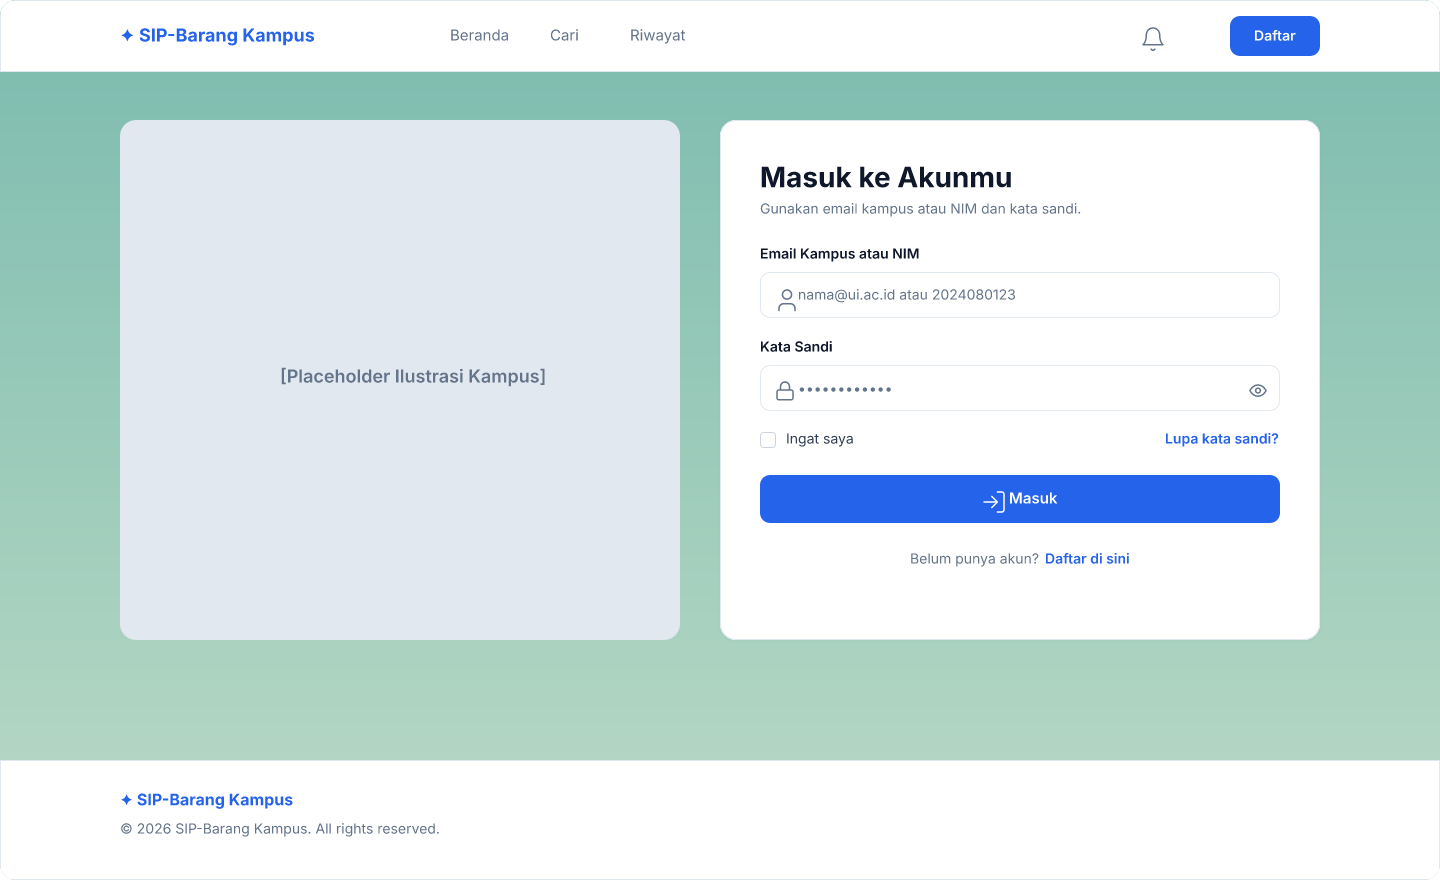 ✦ SIP-Barang Kampus
Beranda
Cari
Riwayat
Daftar
[Placeholder Ilustrasi Kampus]
Masuk ke Akunmu
Gunakan email kampus atau NIM dan kata sandi.
Email Kampus atau NIM
nama@ui.ac.id atau 2024080123
Kata Sandi
••••••••••••
Ingat saya
Lupa kata sandi?
Masuk
Belum punya akun? Daftar di sini
✦ SIP-Barang Kampus
© 2026 SIP-Barang Kampus. All rights reserved.